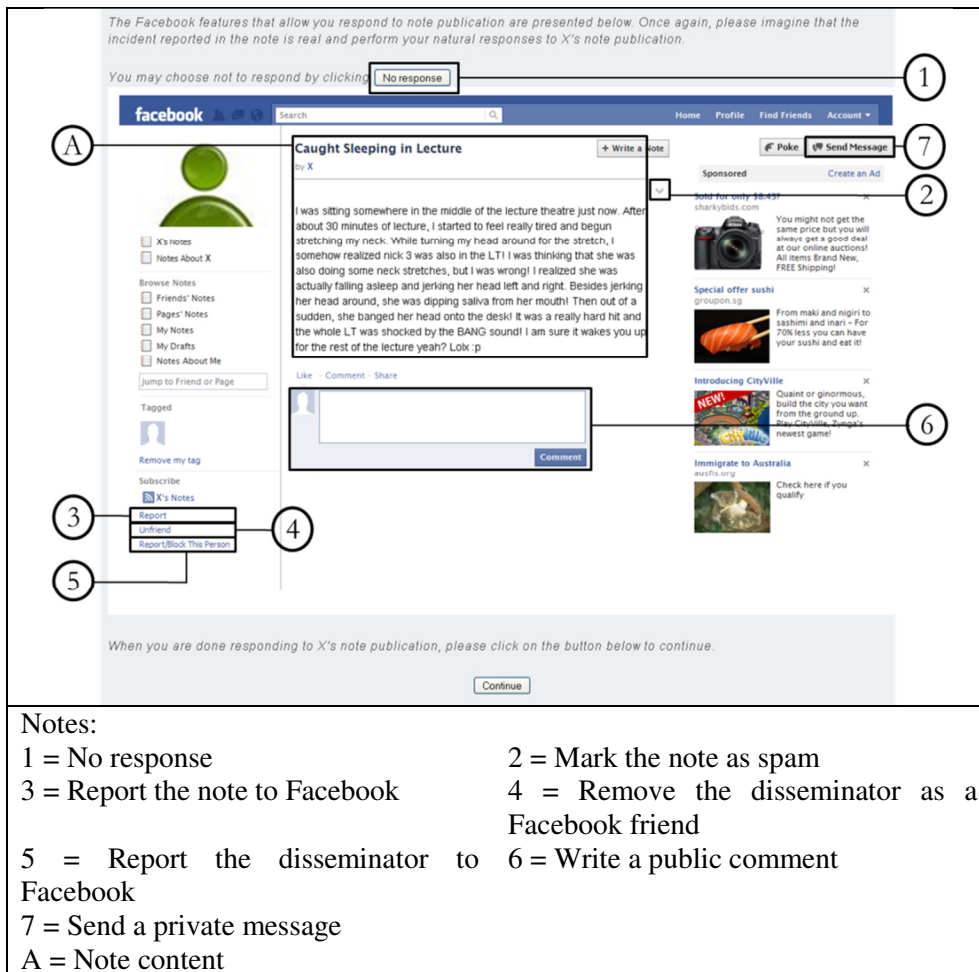 The Facebook features that allow you respond to note publication are presented below. Once again, please imagine that the
incident reported in the note is real and perform your natural responses to X's note publication.
You may choose not to respond by clicking No response
1
facebook Search Home Profile Find Friends Account
A
Caught Sleeping in Lecture
by X
+ Write a Note
Poke Send Message
7
2
I was sitting somewhere in the middle of the lecture theatre just now. After
about 30 minutes of lecture, I started to feel really tired and begun
stretching my neck. While turning my head around for the stretch, I
somehow realized nick 3 was also in the LT! I was thinking that she was
also doing some neck stretches, but I was wrong! I realized she was
actually falling asleep and jerking her head left and right. Besides jerking
her head around, she was dipping saliva from her mouth! Then out of a
sudden, she banged her head onto the desk! It was a really hard hit and
the whole LT was shocked by the BANG sound! I am sure it wakes you up
for the rest of the lecture yeah? Lolx :p
Like · Comment · Share
Comment
6
X's Notes
Notes About X
Browse Notes
Friends' Notes
Pages' Notes
My Notes
My Drafts
Notes About Me
Jump to Friend or Page
Tagged
Remove my tag
Subscribe
X's Notes
Report
Unfriend
Report/Block This Person
3
4
5
Sponsored Create an Ad
Sold for only $8.43?
sharkybids.com
You might not get the
same price but you will
always get a good deal
at our online auctions!
All items Brand New,
FREE Shipping!
Special offer sushi
groupon.sg
From maki and nigiri to
sashimi and inari - For
70% less you can have
your sushi and eat it!
Introducing CityVille
NEW!
Quaint or ginormous,
build the city you want
from the ground up.
Play CityVille, Zynga's
newest game!
Immigrate to Australia
ausfis.org
Check here if you
qualify
When you are done responding to X's note publication, please click on the button below to continue.
Continue
Notes:
1 = No response
2 = Mark the note as spam
3 = Report the note to Facebook
4 = Remove the disseminator as a
Facebook friend
5 = Report the disseminator to
Facebook
6 = Write a public comment
7 = Send a private message
A = Note content